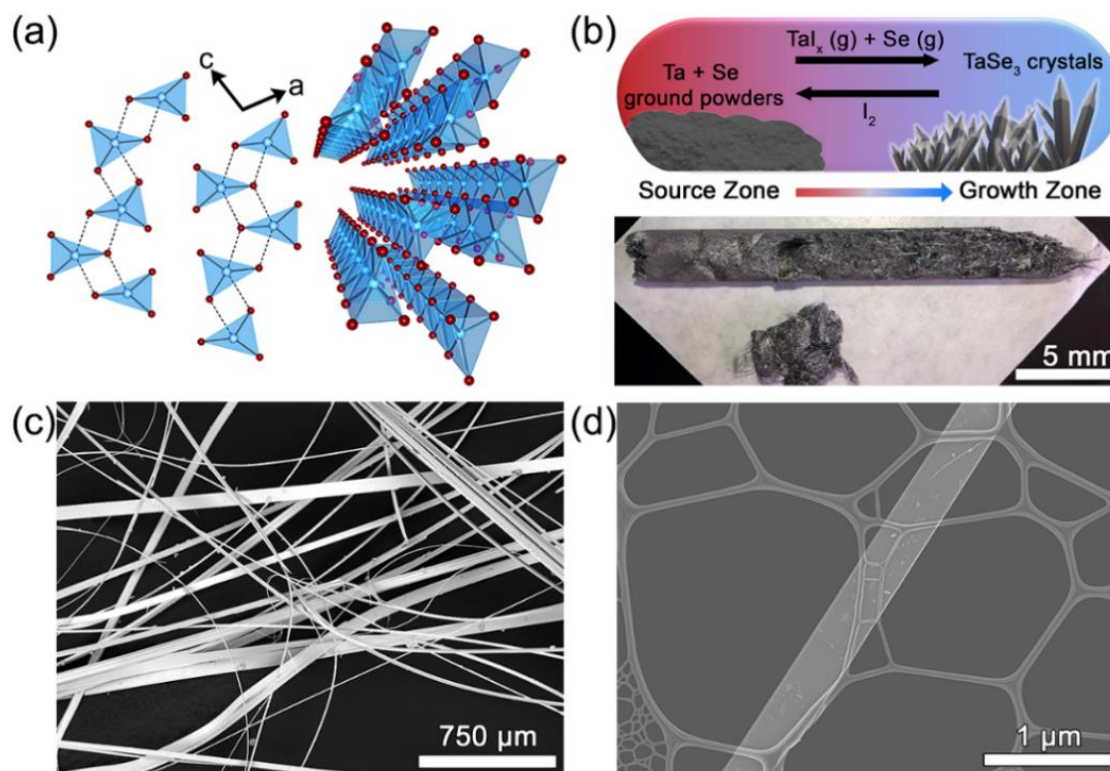 (a)
c
a
(b)
TaIₓ (g) + Se (g)
Ta + Se
ground powders
TaSe₃ crystals
I₂
Source Zone
Growth Zone
5 mm
(c)
750 µm
(d)
1 µm